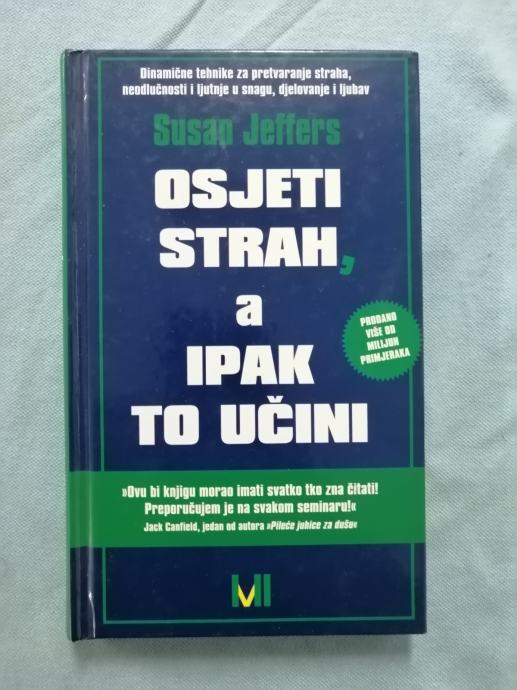 Dinamične tehnike za pretvaranje straha,
neodlučnosti i ljutnje u snagu, djelovanje i ljubav
Susan Jeffers
OSJETI
STRAH,
a
IPAK
TO UČINI
PRODANO
VIŠE OD
MILIJUN
PRIMJERAKA
»Ovu bi knjigu morao imati svatko tko zna čitati!
Preporučujem je na svakom seminaru!«
Jack Canfield, jedan od autora »Pileće juhice za dušu«
MVI